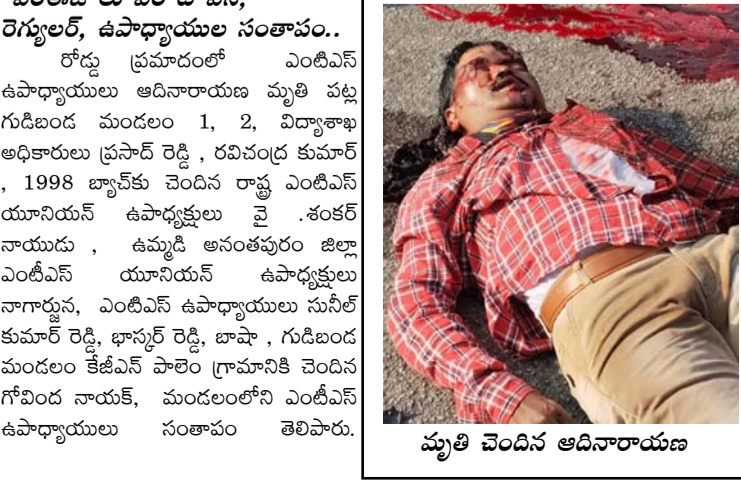 రెగ్యులర్, ఉపాధ్యాయుల సంతాపం..
రోడ్డు ప్రమాదంలో ఎంటిఎస్
ఉపాధ్యాయులు ఆదినారాయణ మృతి పట్ల
గుడిబండ మండలం 1, 2, విద్యాశాఖ
అధికారులు ప్రసాద్ రెడ్డి , రవిచంద్ర కుమార్
, 1998 బ్యాచ్‌కు చెందిన రాష్ట్ర ఎంటిఎస్
యూనియన్ ఉపాధ్యక్షులు వై .శంకర్
నాయుడు , ఉమ్మడి అనంతపురం జిల్లా
ఎంటీఎస్ యూనియన్ ఉపాధ్యక్షులు
నాగార్జున, ఎంటిఎస్ ఉపాధ్యాయులు సునీల్
కుమార్ రెడ్డి, భాస్కర్ రెడ్డి, బాషా , గుడిబండ
మండలం కేజీఎన్ పాలెం గ్రామానికి చెందిన
గోవింద నాయక్, మండలంలోని ఎంటీఎస్
ఉపాధ్యాయులు సంతాపం తెలిపారు.
మృతి చెందిన ఆదినారాయణ